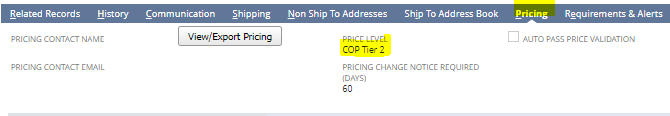 Related Records History Communication Shipping Non Ship To Addresses Ship To Address Book Pricing Requirements & Alerts
PRICING CONTACT NAME
View/Export Pricing
PRICE LEVEL
COP Tier 2
AUTO PASS PRICE VALIDATION
PRICING CONTACT EMAIL
PRICING CHANGE NOTICE REQUIRED
(DAYS)
60